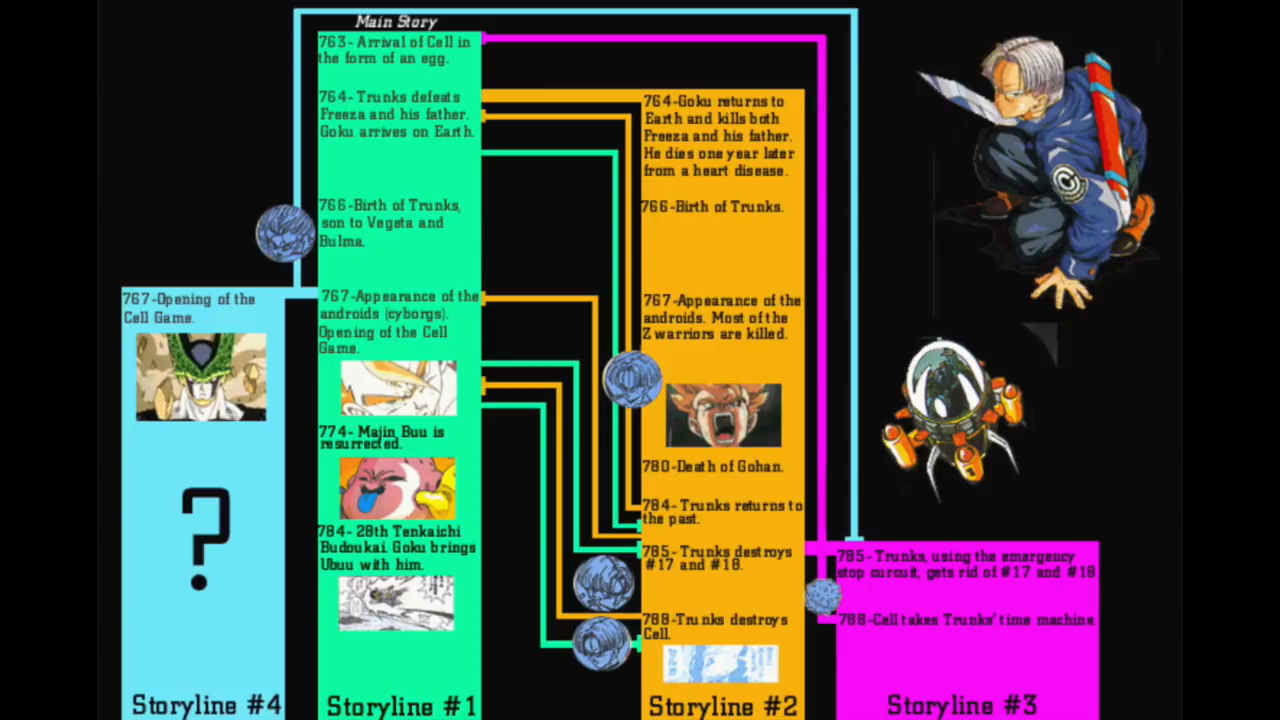 Main Story
763- Arrival of Cell in
the form of an egg.
764- Trunks defeats
Freeza and his father.
Goku arrives on Earth.
766-Birth of Trunks,
son to Vegeta and
Bulma.
767-Appearance of the
androids (cyborgs).
Opening of the Cell
Game.
774- Majin Buu is
resurrected.
784- 28th Tenkaichi
Budoukai. Goku brings
Ubuu with him.
Storyline #1
767-Opening of the
Cell Game.
?
Storyline #4
764-Goku returns to
Earth and kills both
Freeza and his father.
He dies one year later
from a heart disease.
766-Birth of Trunks.
767-Appearance of the
androids. Most of the
Z warriors are killed.
780-Death of Gohan.
784- Trunks returns to
the past.
785- Trunks destroys
#17 and #18.
788-Trunks destroys
Cell.
Storyline #2
785- Trunks, using the emergency
stop curcuit, gets rid of #17 and #18
788-Cell takes Trunks' time machine.
Storyline #3